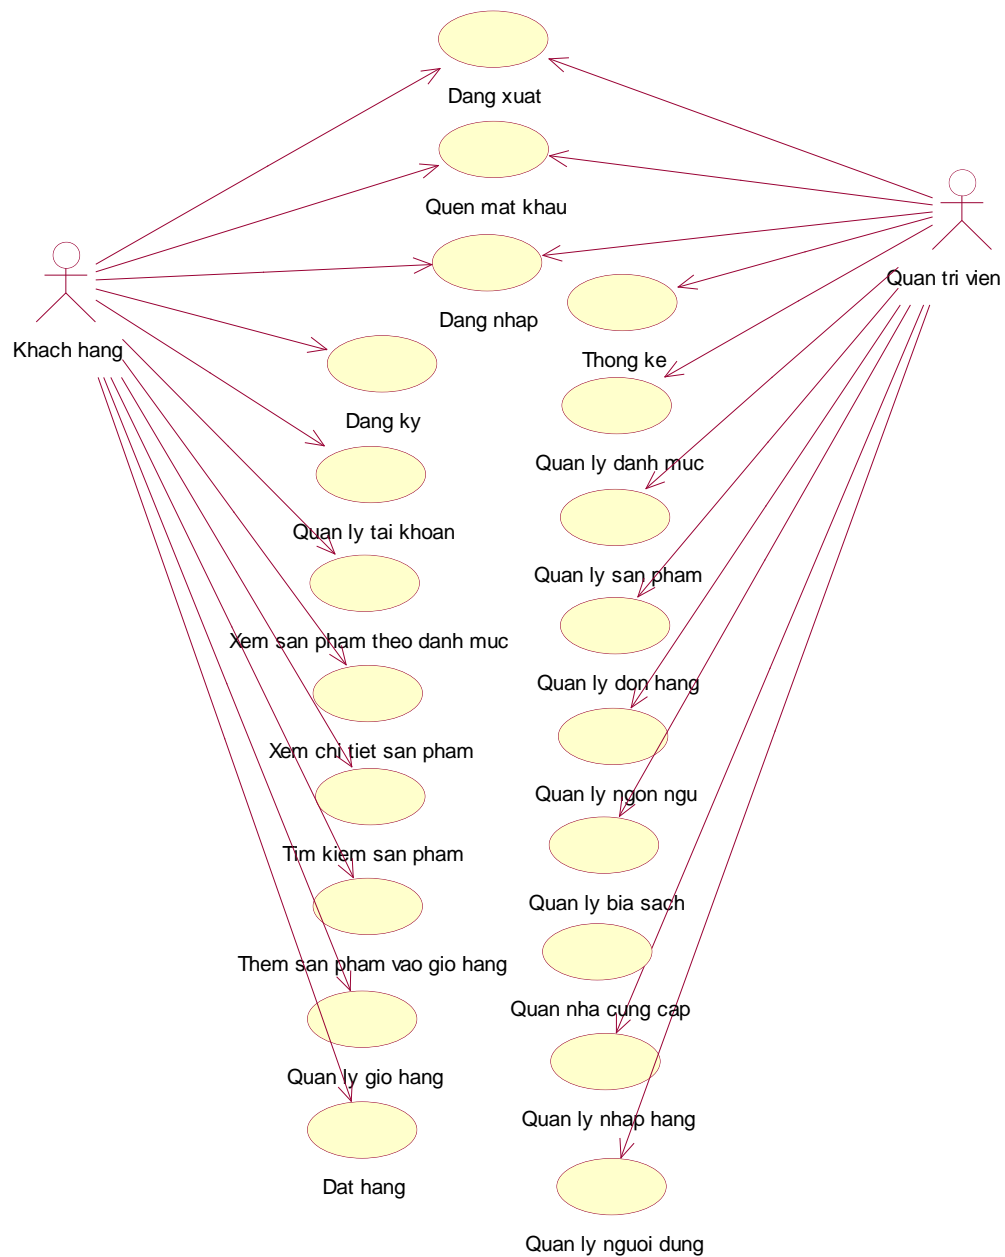 Dang xuat
Quen mat khau
Quan tri vien
Dang nhap
Khach hang
Thong ke
Dang ky
Quan ly danh muc
Quan ly tai khoan
Quan ly san pham
Xem san pham theo danh muc
Quan ly don hang
Xem chi tiet san pham
Quan ly ngon ngu
Tim kiem san pham
Quan ly bia sach
Them san pham vao gio hang
Quan nha cung cap
Quan ly gio hang
Quan ly nhap hang
Dat hang
Quan ly nguoi dung